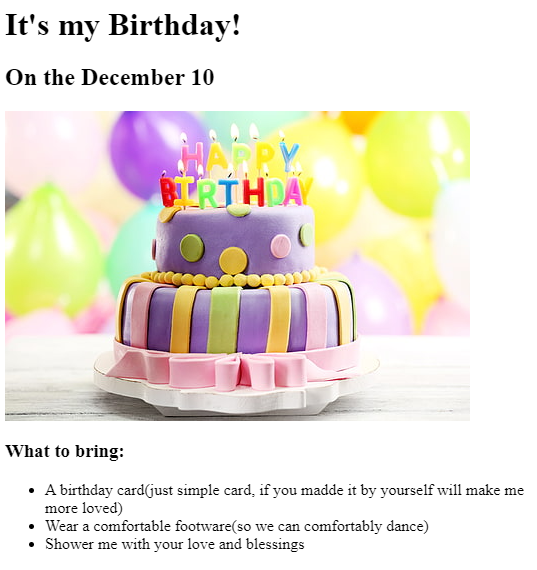 It's my Birthday!
On the December 10
HAPPY
BIRTHDAY
What to bring:
A birthday card(just simple card, if you madde it by yourself will make me
more loved)
Wear a comfortable footware(so we can comfortably dance)
Shower me with your love and blessings